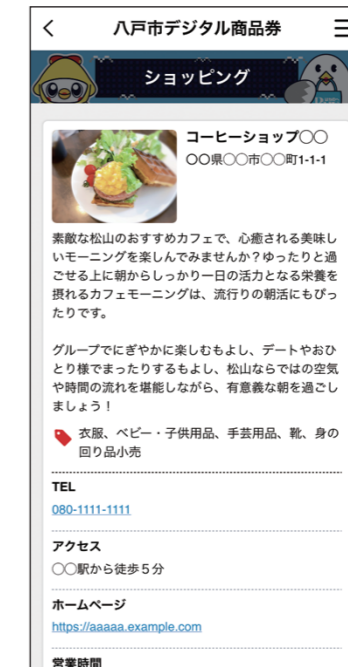 八戸市デジタル商品券
ショッピング
コーヒーショップ〇〇
〇〇県〇〇市〇〇町1-1-1
素敵な松山のおすすめカフェで、心癒される美味し
いモーニングを楽しんでみませんか？ゆったりと過
ごせる上に朝からしっかり一日の活力となる栄養を
摂れるカフェモーニングは、流行りの朝活にもぴっ
たりです。
グループでにぎやかに楽しむもよし、デートやおひ
とり様でまったりするもよし、松山ならではの空気
や時間の流れを堪能しながら、有意義な朝を過ごし
ましょう！
衣服、ベビー・子供用品、手芸用品、靴、身の
回り品小売
TEL
080-1111-1111
アクセス
〇〇駅から徒歩５分
ホームページ
https://aaaaa.example.com
営業時間